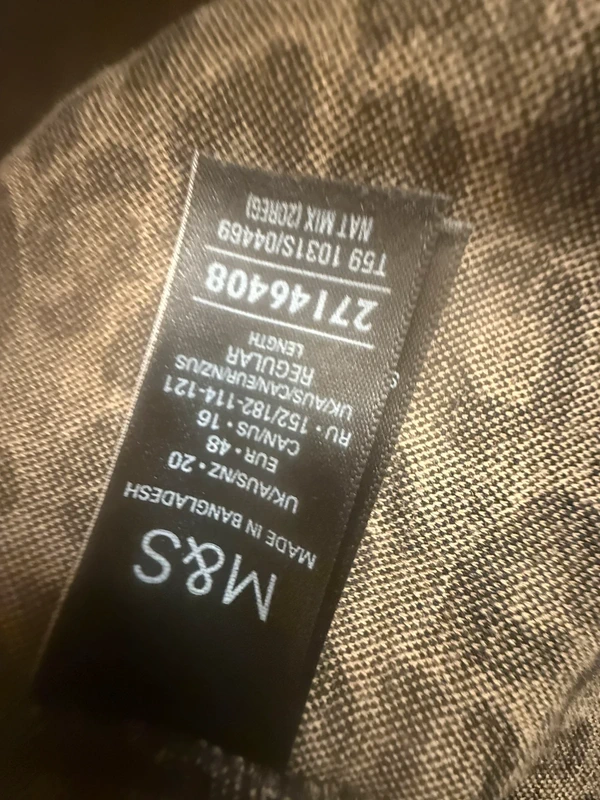 M&S
MADE IN BANGLADESH
UK/AUS/NZ • 20
EUR • 48
CAN/US • 16
RU • 152/182-114-121
UK/AUS/CAN/EUR/NZ/US
REGULAR
LENGTH
27146408
T59 1031S/04469
NAT MIX (20REG)